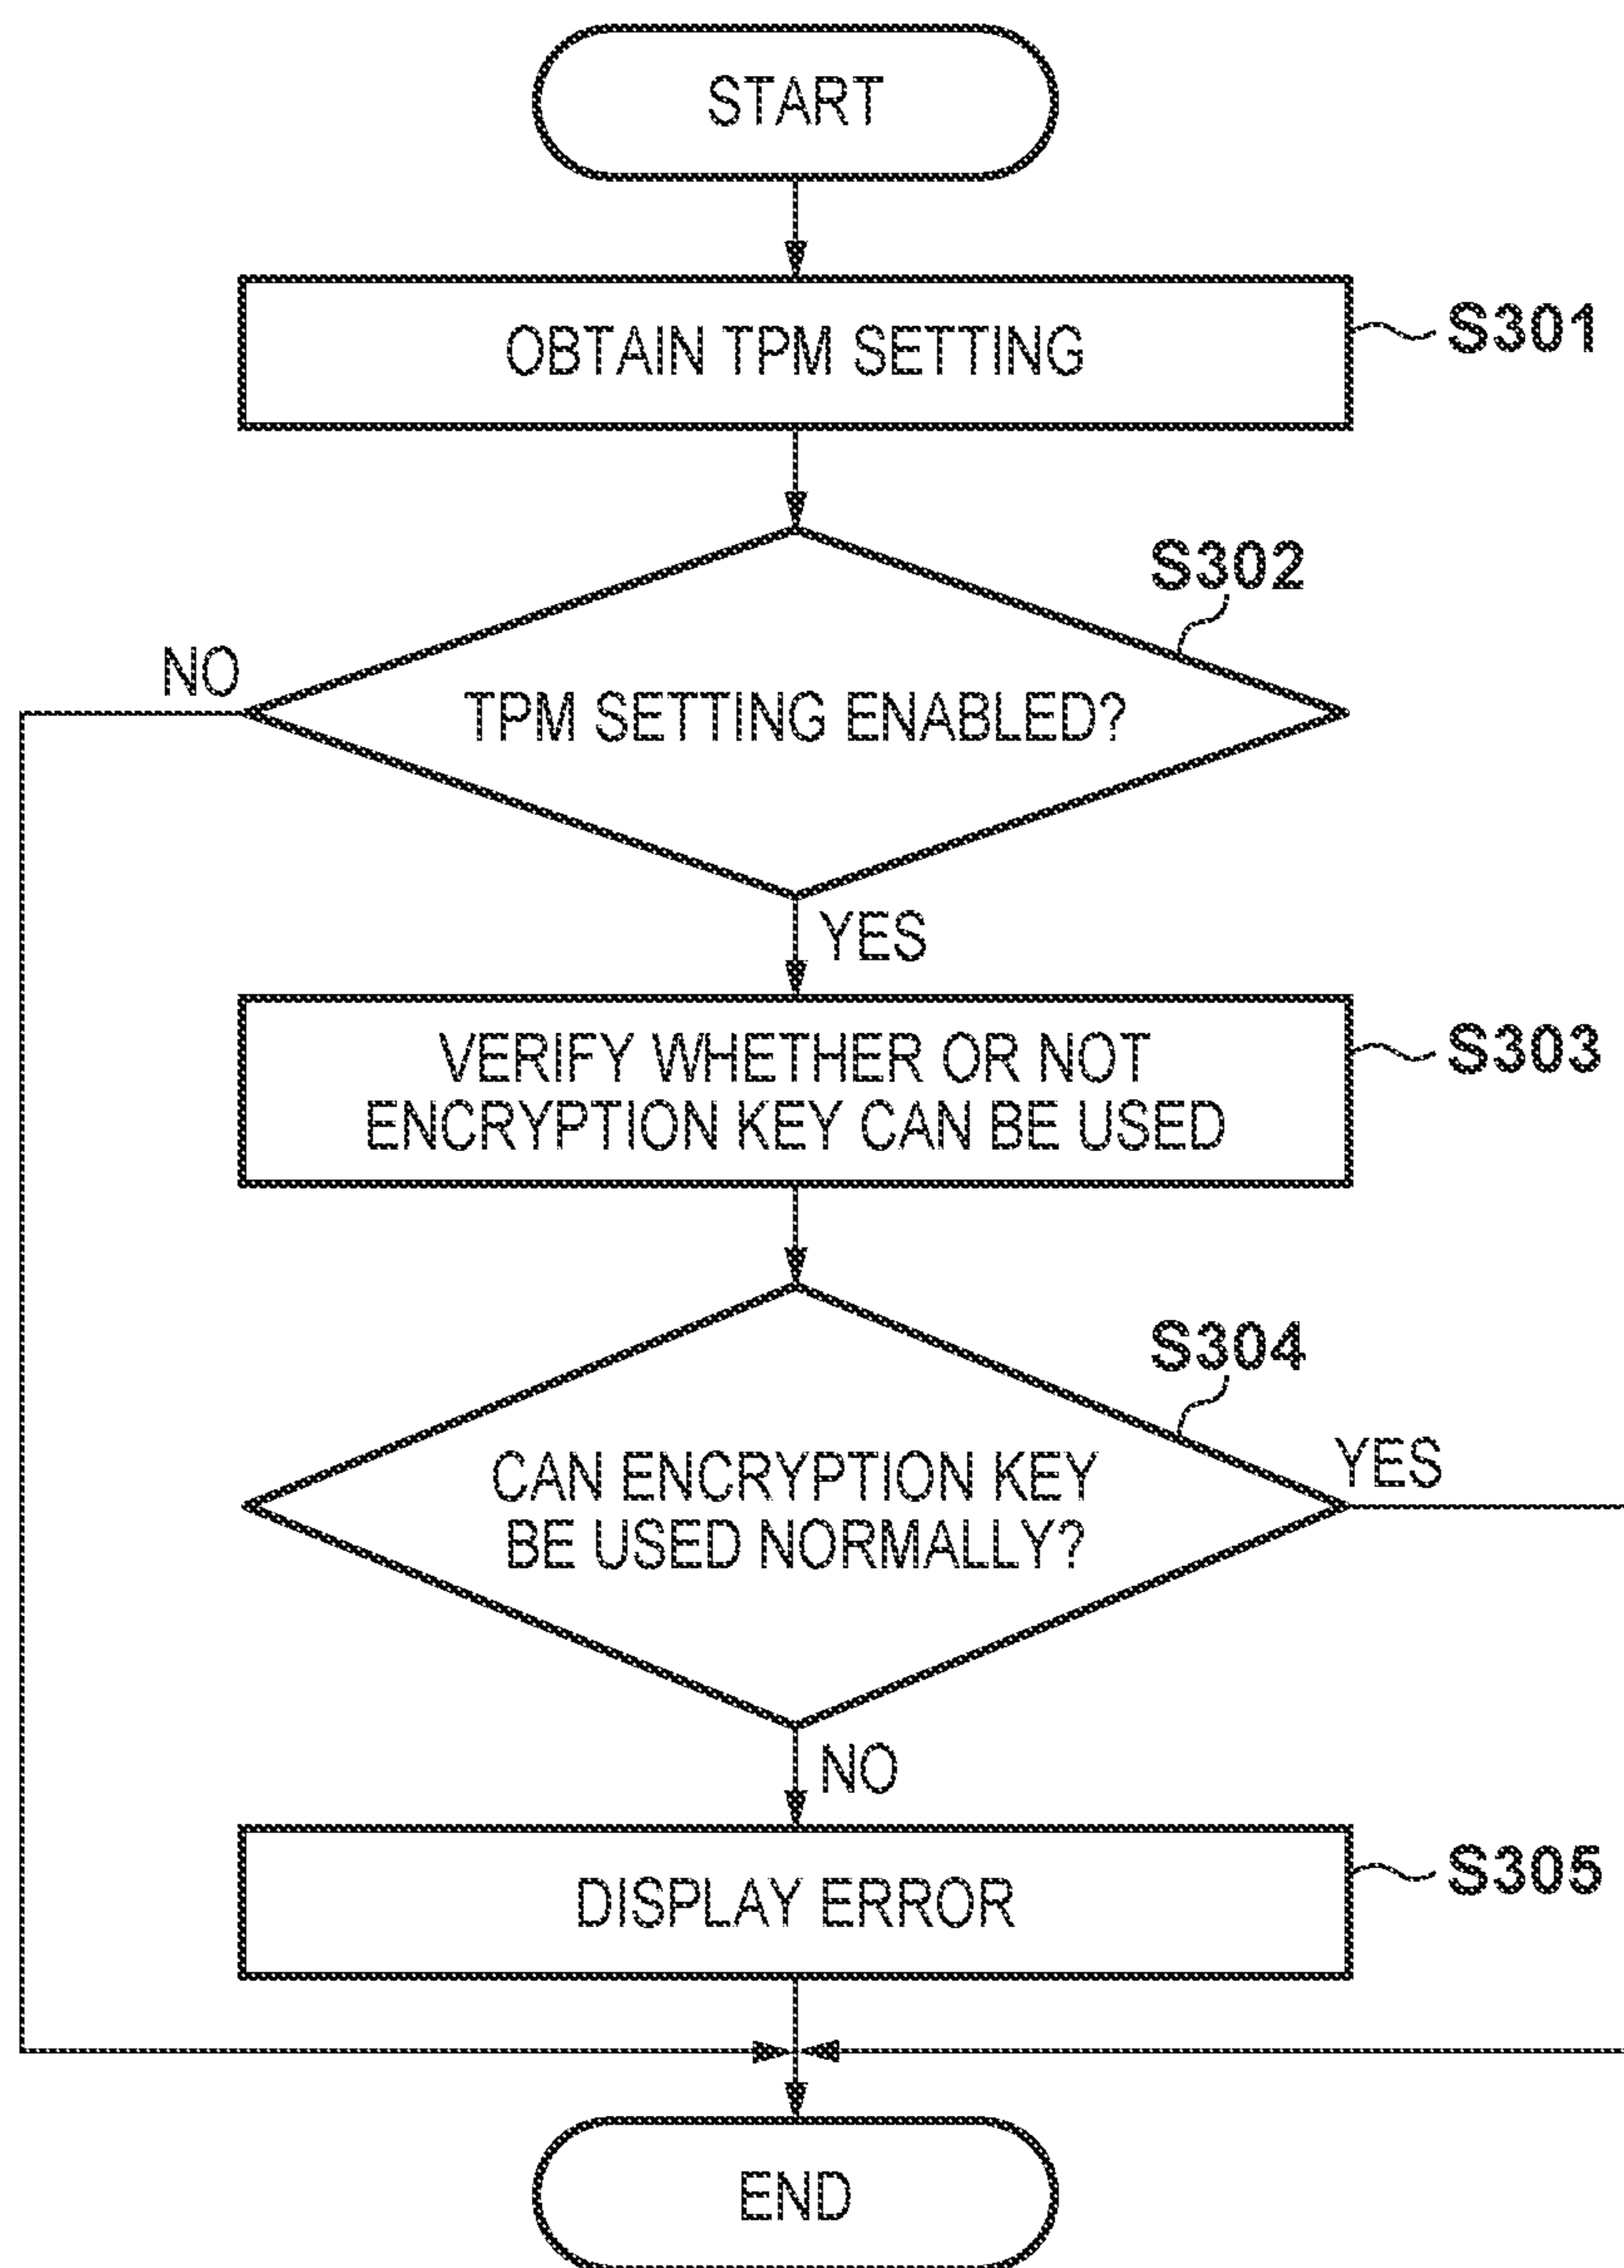 START
OBTAIN TPM SETTING
S301
S302
NO
TPM SETTING ENABLED?
YES
VERIFY WHETHER OR NOT
ENCRYPTION KEY CAN BE USED
S303
S304
CAN ENCRYPTION KEY
BE USED NORMALLY?
YES
NO
DISPLAY ERROR
S305
END